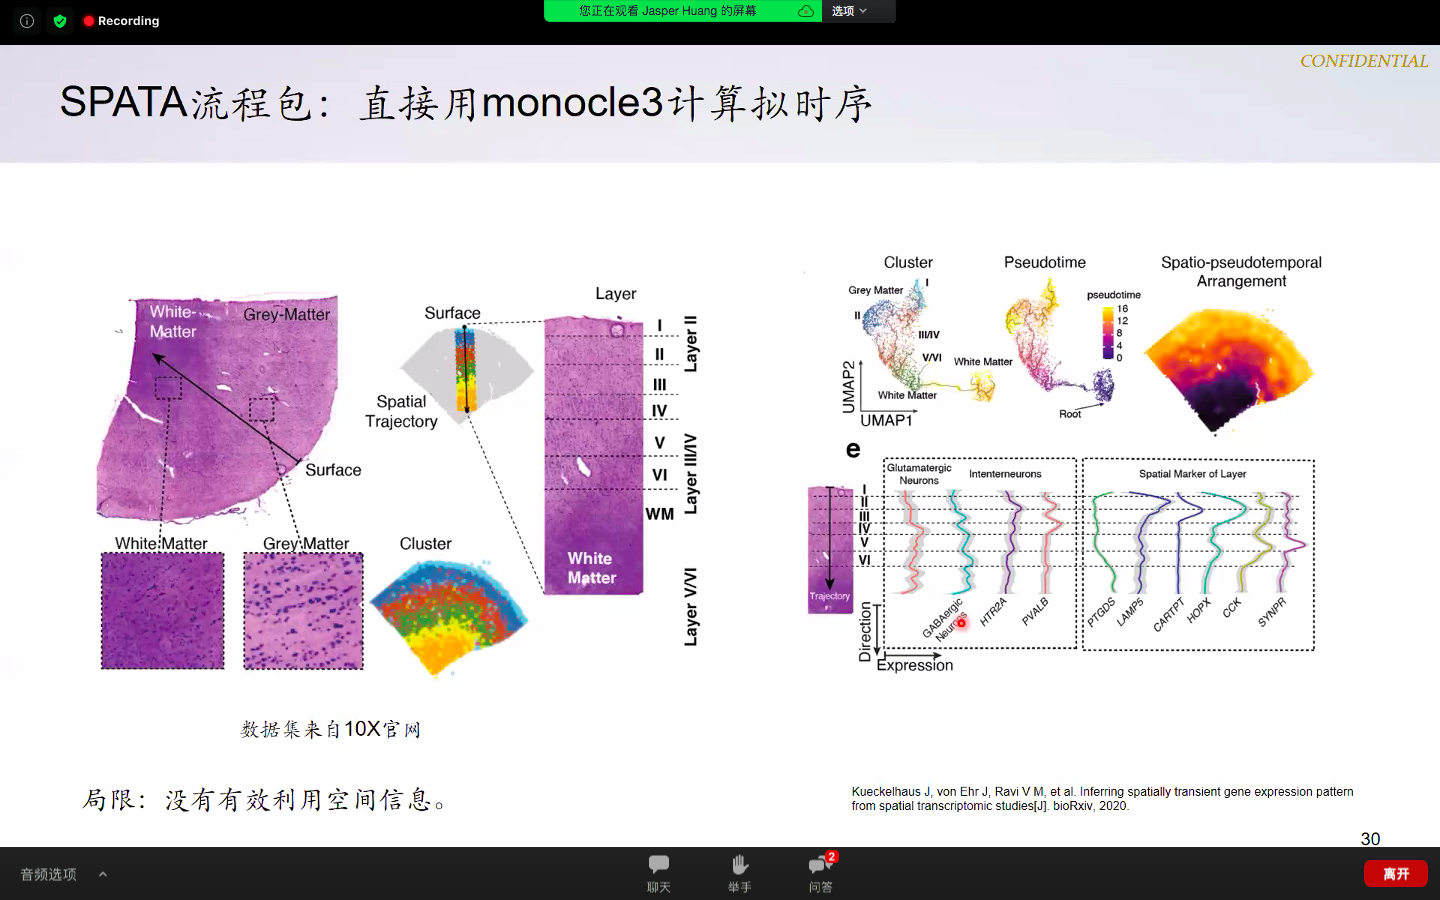 Recording
您正在观看 Jasper Huang 的屏幕
选项
CONFIDENTIAL
SPATA流程包：直接用monocle3计算拟时序
White-
Matter
Grey-Matter
Surface
White Matter
Grey Matter
Surface
Spatial
Trajectory
Cluster
Layer
I
II
III
IV
V
VI
WM
White
Matter
Layer II
Layer III/IV
Layer V/VI
数据集来自10X官网
局限：没有有效利用空间信息。
Cluster
Grey Matter
I
II
III/IV
V/VI
White Matter
White Matter
UMAP2
UMAP1
Pseudotime
Root
pseudotime
16
12
8
4
0
Spatio-pseudotemporal
Arrangement
e
Glutamatergic
Neurons
Intenterneurons
Spatial Marker of Layer
I
II
III
IV
V
VI
Trajectory
Direction
Expression
GABAergic
Neurons
HTR2A
PVALB
PTGDS
LAMP5
CARTPT
HOPX
CCK
SYNPR
Kueckelhaus J, von Ehr J, Ravi V M, et al. Inferring spatially transient gene expression pattern
from spatial transcriptomic studies[J]. bioRxiv, 2020.
30
音频选项
聊天
举手
2
问答
离开